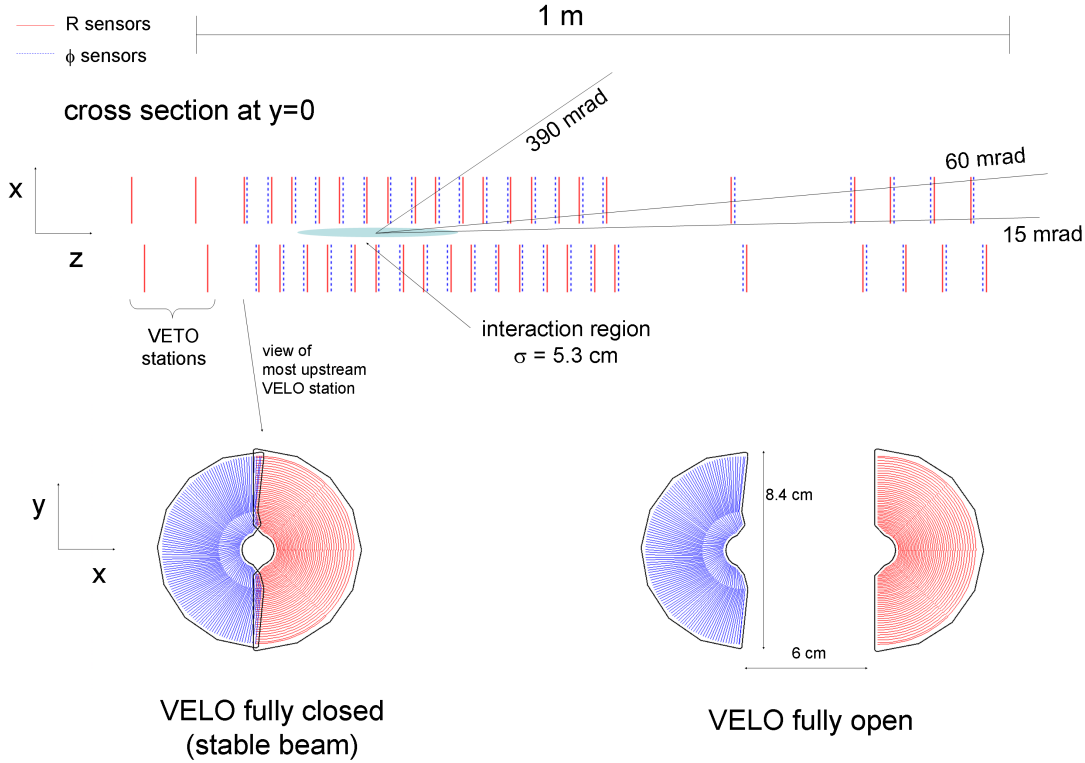 R sensors
ϕ sensors
1 m
cross section at y=0
390 mrad
60 mrad
15 mrad
x
z
VETO
stations
view of
most upstream
VELO station
interaction region
σ = 5.3 cm
y
x
8.4 cm
6 cm
VELO fully closed
(stable beam)
VELO fully open